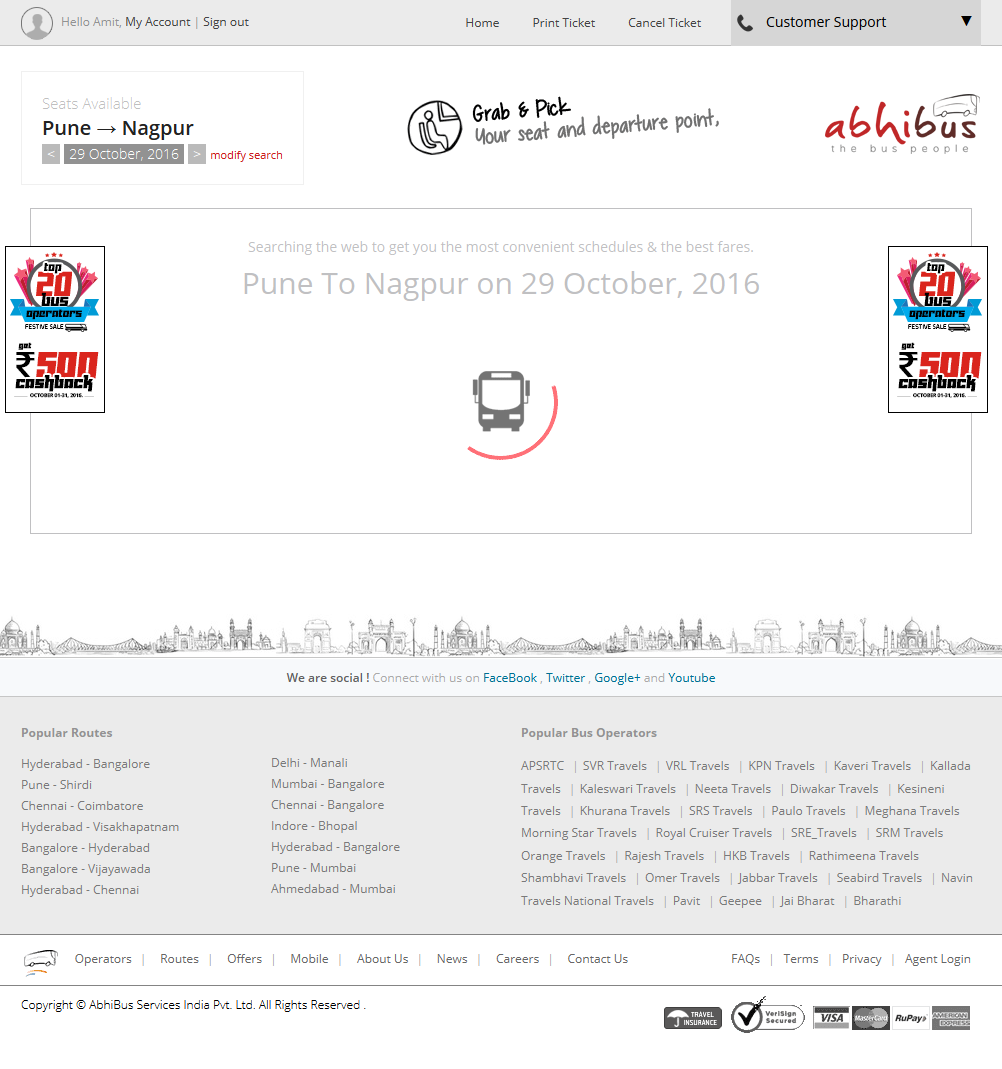 Hello Amit, My Account | Sign out
Home
Print Ticket
Cancel Ticket
Customer Support ▼
Seats Available
Pune → Nagpur
< 29 October, 2016 > modify search
Grab & Pick
Your seat and departure point,
abhibus
the bus people
Searching the web to get you the most convenient schedules & the best fares.
Pune To Nagpur on 29 October, 2016
top
20
bus
operators
FESTIVE SALE
get
₹500
cashback
OCTOBER 01-31, 2016.
top
20
bus
operators
FESTIVE SALE
get
₹500
cashback
OCTOBER 01-31, 2016.
We are social ! Connect with us on FaceBook , Twitter , Google+ and Youtube
Popular Routes
Hyderabad - Bangalore
Pune - Shirdi
Chennai - Coimbatore
Hyderabad - Visakhapatnam
Bangalore - Hyderabad
Bangalore - Vijayawada
Hyderabad - Chennai
Delhi - Manali
Mumbai - Bangalore
Chennai - Bangalore
Indore - Bhopal
Hyderabad - Bangalore
Pune - Mumbai
Ahmedabad - Mumbai
Popular Bus Operators
APSRTC | SVR Travels | VRL Travels | KPN Travels | Kaveri Travels | Kallada
Travels | Kaleswari Travels | Neeta Travels | Diwakar Travels | Kesineni
Travels | Khurana Travels | SRS Travels | Paulo Travels | Meghana Travels
Morning Star Travels | Royal Cruiser Travels | SRE_Travels | SRM Travels
Orange Travels | Rajesh Travels | HKB Travels | Rathimeena Travels
Shambhavi Travels | Omer Travels | Jabbar Travels | Seabird Travels | Navin
Travels National Travels | Pavit | Geepee | Jai Bharat | Bharathi
Operators | Routes | Offers | Mobile | About Us | News | Careers | Contact Us
FAQs | Terms | Privacy | Agent Login
Copyright © AbhiBus Services India Pvt. Ltd. All Rights Reserved .
TRAVEL
INSURANCE
VeriSign
Secured
VISA
MasterCard
RuPay
AMERICAN
EXPRESS